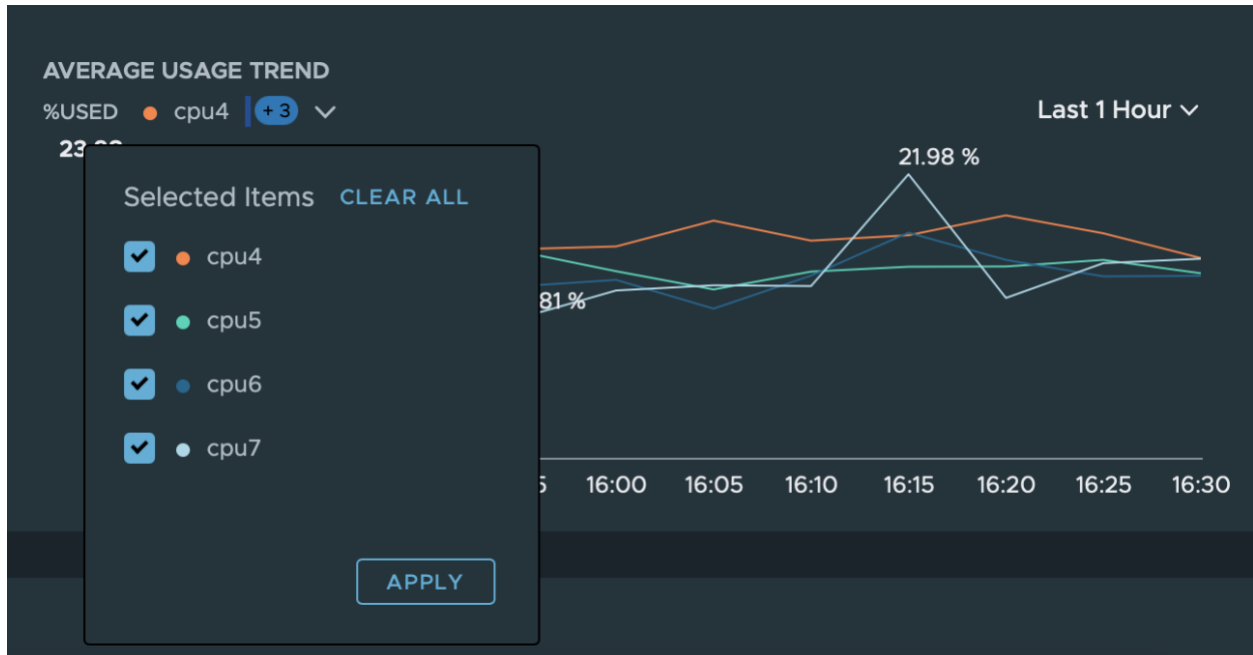 AVERAGE USAGE TREND
%USED cpu4 +3
Last 1 Hour
21.98 %
Selected Items CLEAR ALL
cpu4
cpu5
81 %
cpu6
cpu7
16:00 16:05 16:10 16:15 16:20 16:25 16:30
APPLY